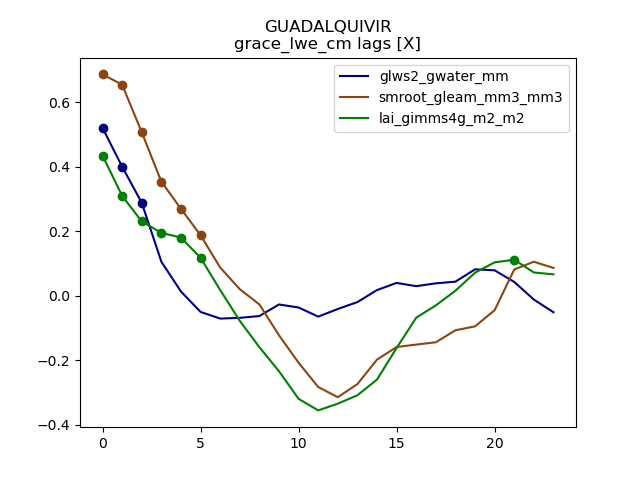 GUADALQUIVIR
grace_lwe_cm lags [X]
glws2_gwater_mm
smroot_gleam_mm3_mm3
lai_gimms4g_m2_m2
0.6
0.4
0.2
0.0
−0.2
−0.4
0 5 10 15 20